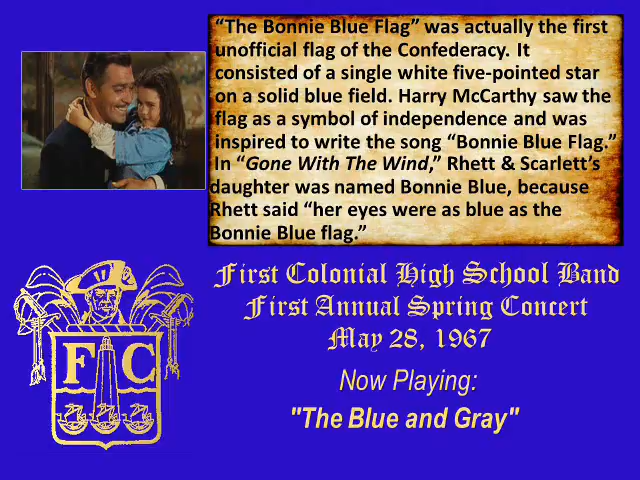 “The Bonnie Blue Flag” was actually the first
unofficial flag of the Confederacy. It
consisted of a single white five-pointed star
on a solid blue field. Harry McCarthy saw the
flag as a symbol of independence and was
inspired to write the song “Bonnie Blue Flag.”
In “Gone With The Wind,” Rhett & Scarlett’s
daughter was named Bonnie Blue, because
Rhett said “her eyes were as blue as the
Bonnie Blue flag.”
First Colonial High School Band
First Annual Spring Concert
May 28, 1967
F C
Now Playing:
"The Blue and Gray"